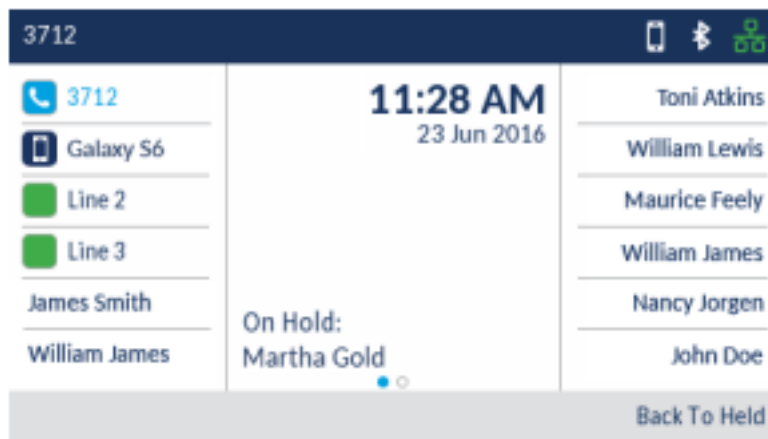 3712
3712
Galaxy S6
Line 2
Line 3
James Smith
William James
11:28 AM
23 Jun 2016
On Hold:
Martha Gold
Toni Atkins
William Lewis
Maurice Feely
William James
Nancy Jorgen
John Doe
Back To Held